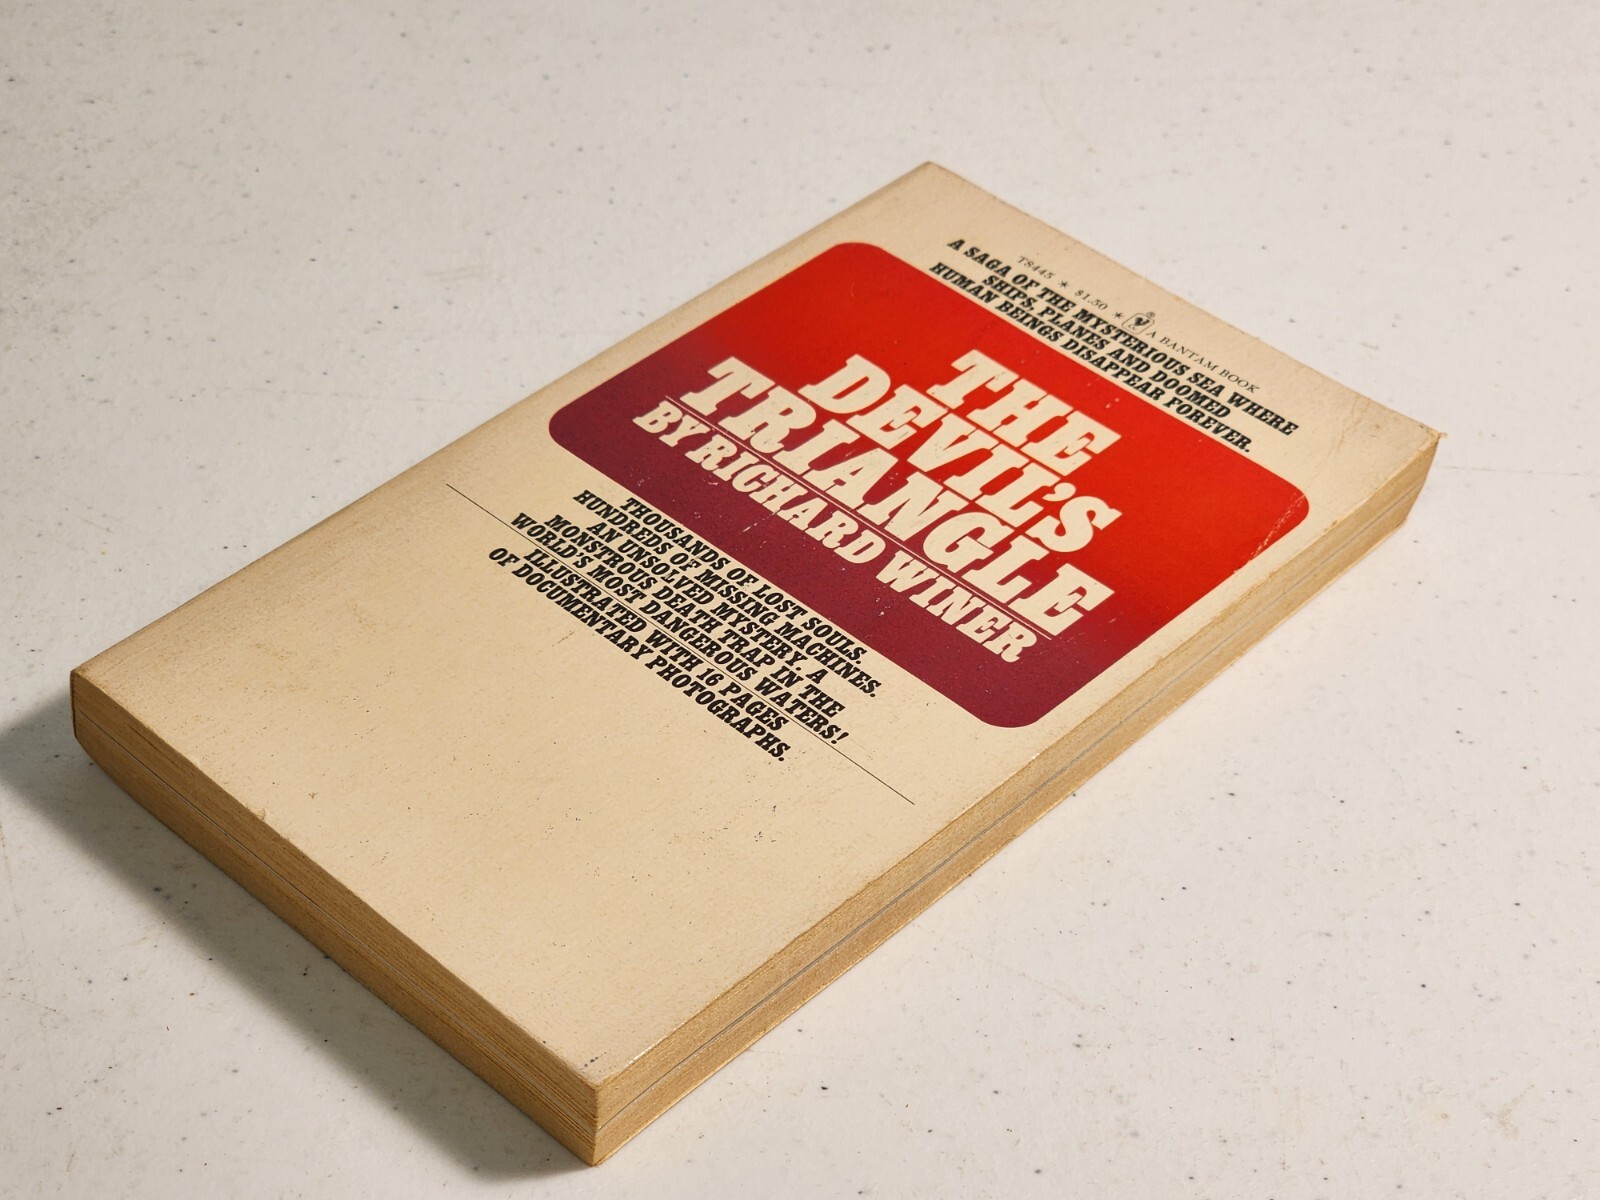 T8445 * $1.50 * A BANTAM BOOK
A SAGA OF THE MYSTERIOUS SEA WHERE
SHIPS, PLANES AND DOOMED
HUMAN BEINGS DISAPPEAR FOREVER.
THE
DEVIL'S
TRIANGLE
BY RICHARD WINER
THOUSANDS OF LOST SOULS.
HUNDREDS OF MISSING MACHINES.
AN UNSOLVED MYSTERY. A
MONSTROUS DEATH TRAP IN THE
WORLD'S MOST DANGEROUS WATERS!
ILLUSTRATED WITH 16 PAGES
OF DOCUMENTARY PHOTOGRAPHS.